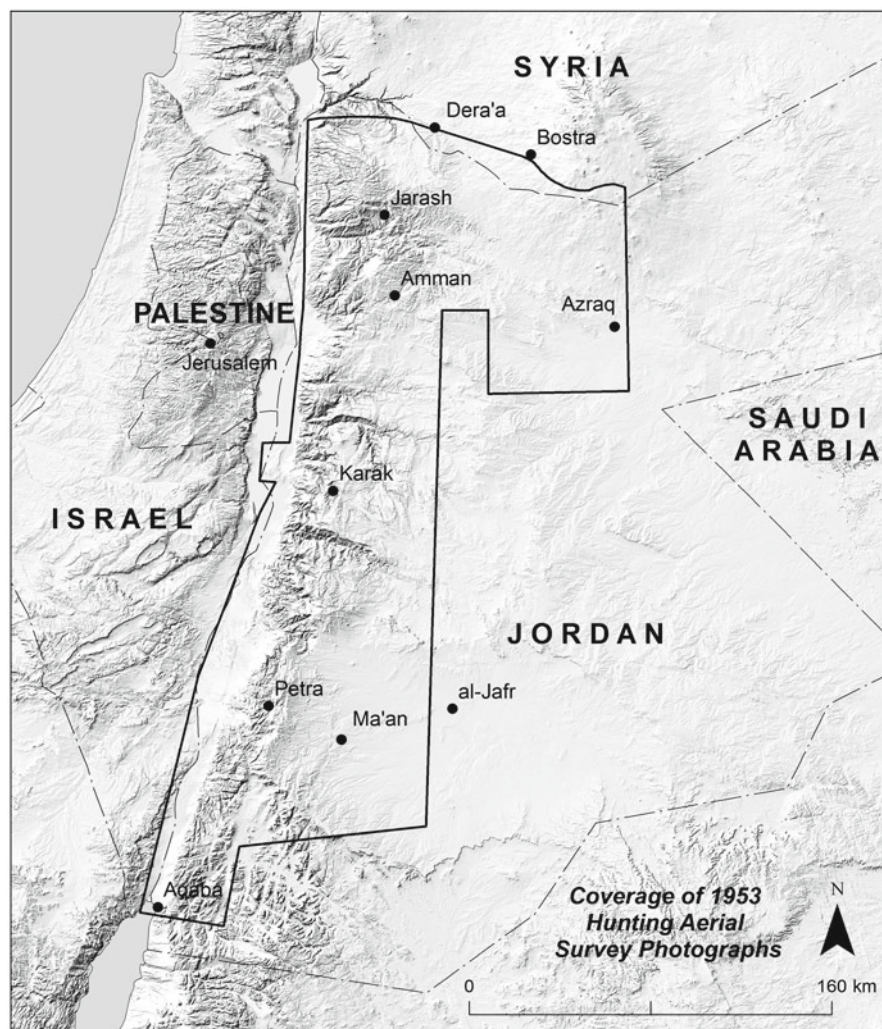 SYRIA
Dera'a
Bostra
Jarash
Amman
PALESTINE
Azraq
Jerusalem
SAUDI
ARABIA
Karak
ISRAEL
JORDAN
Petra
al-Jafr
Ma'an
Aqaba
Coverage of 1953
Hunting Aerial
Survey Photographs
N
0
160 km